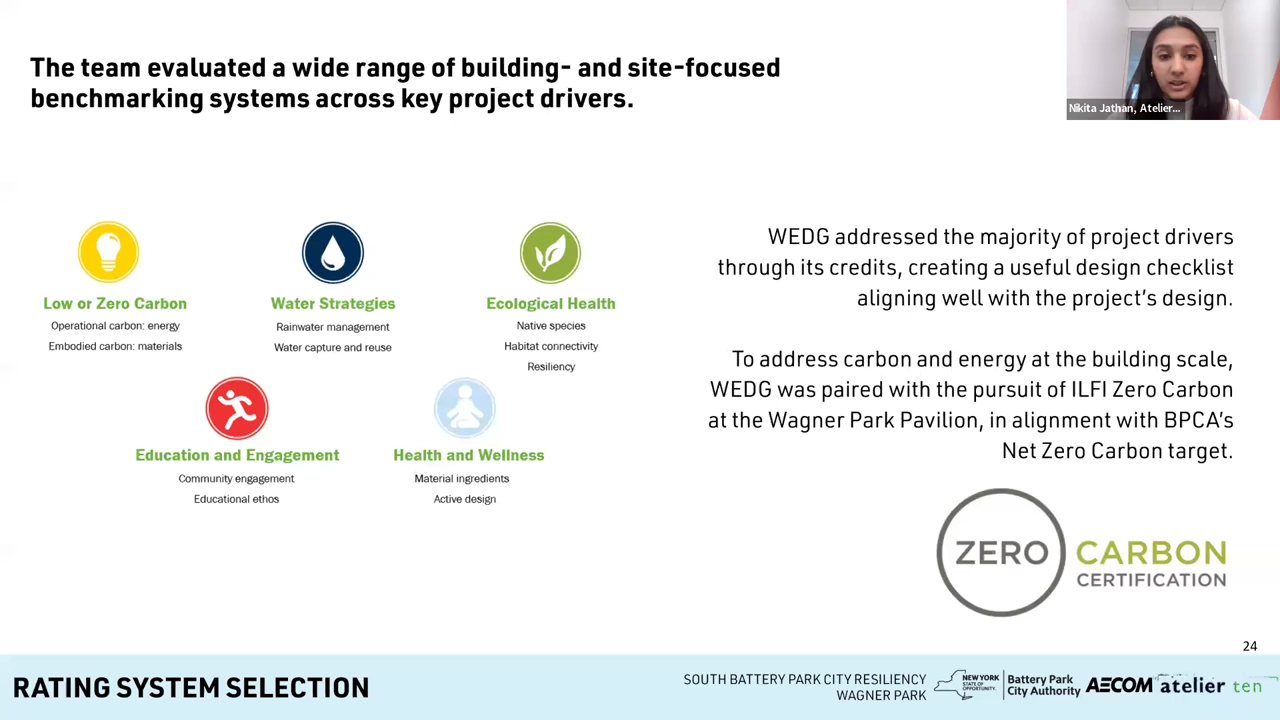 The team evaluated a wide range of building- and site-focused
benchmarking systems across key project drivers.
Nikita Jathan, Atelier...
Low or Zero Carbon
Operational carbon: energy
Embodied carbon: materials
Water Strategies
Rainwater management
Water capture and reuse
Ecological Health
Native species
Habitat connectivity
Resiliency
Education and Engagement
Community engagement
Educational ethos
Health and Wellness
Material ingredients
Active design
WEDG addressed the majority of project drivers
through its credits, creating a useful design checklist
aligning well with the project's design.
To address carbon and energy at the building scale,
WEDG was paired with the pursuit of ILFI Zero Carbon
at the Wagner Park Pavilion, in alignment with BPCA's
Net Zero Carbon target.
ZERO CARBON
CERTIFICATION
24
RATING SYSTEM SELECTION
SOUTH BATTERY PARK CITY RESILIENCY
WAGNER PARK
NEW YORK
STATE OF
OPPORTUNITY.
Battery Park
City Authority
AECOM
atelier ten